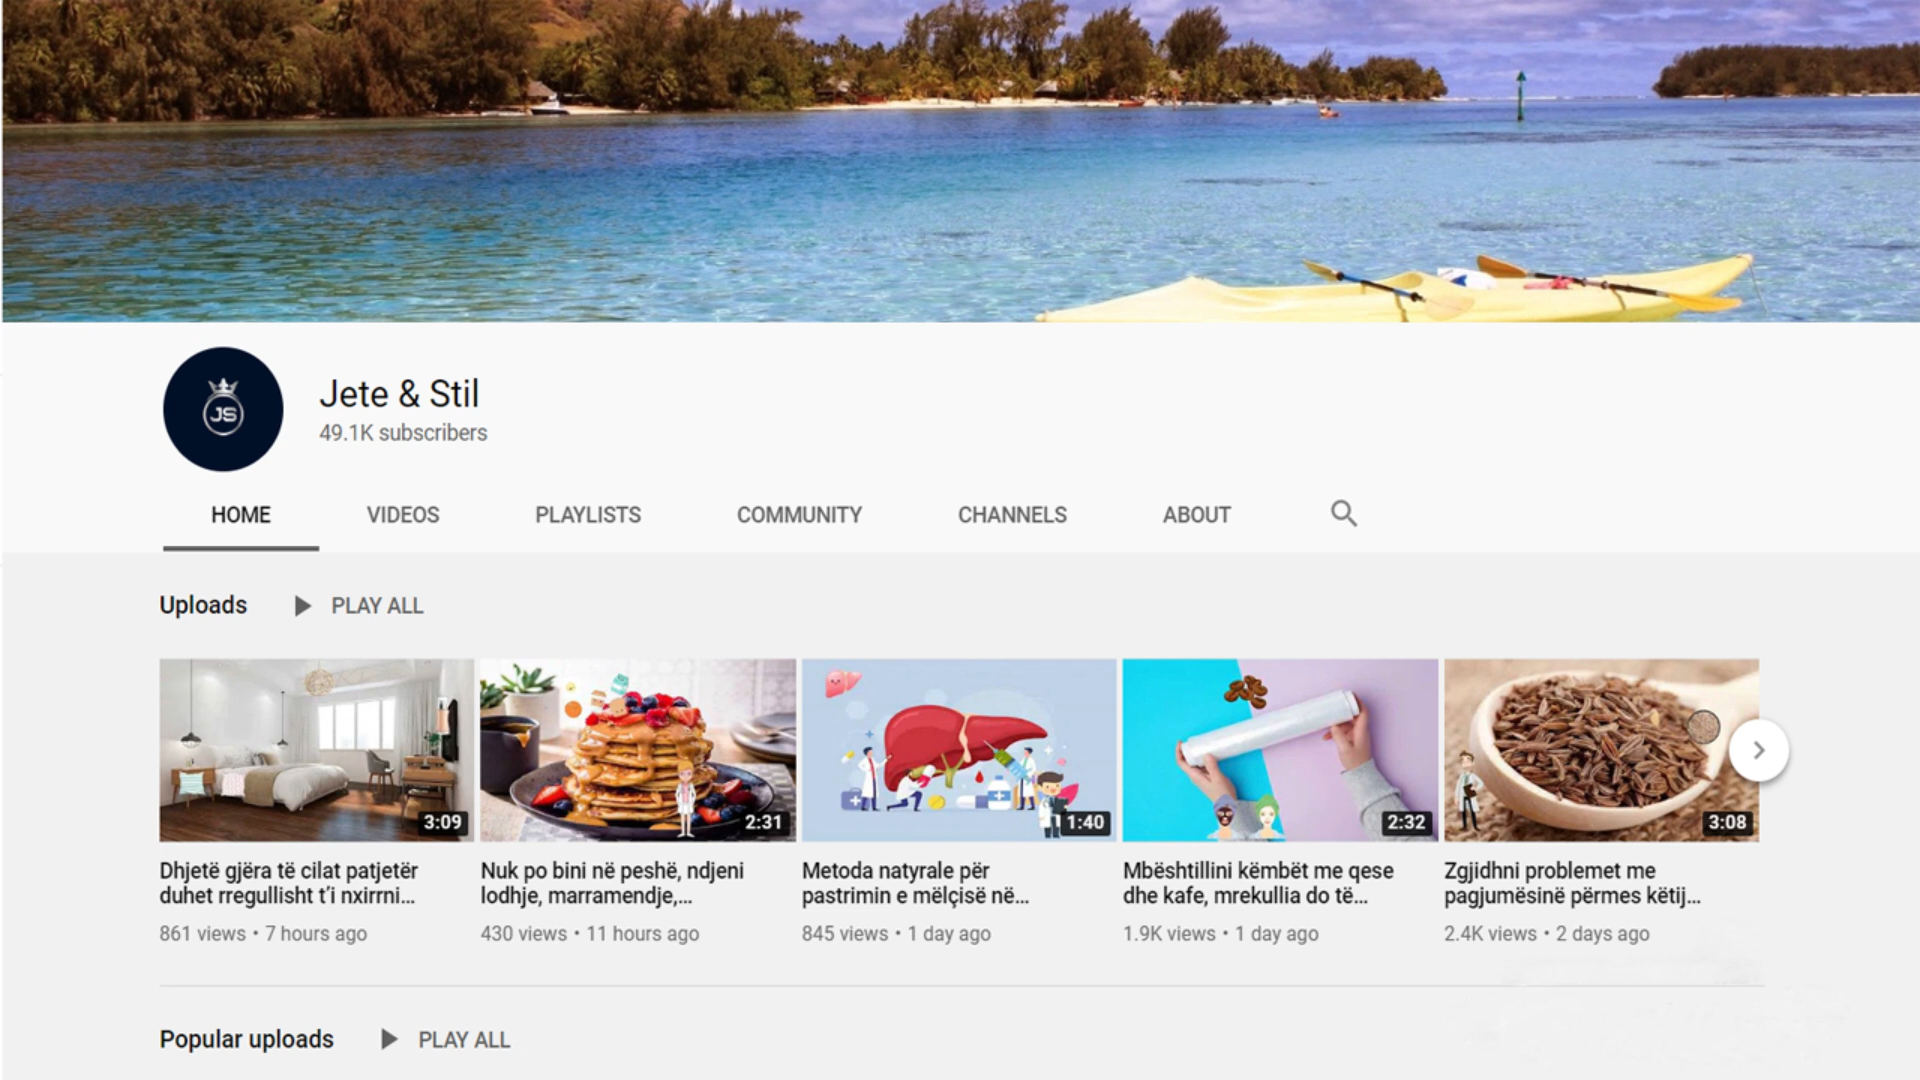 JS
Jete & Stil
49.1K subscribers
HOME VIDEOS PLAYLISTS COMMUNITY CHANNELS ABOUT
Uploads PLAY ALL
3:09 2:31 1:40 2:32 3:08
Dhjetë gjëra të cilat patjetër
duhet rregullisht t’i nxirrni...
861 views • 7 hours ago
Nuk po bini në peshë, ndjeni
lodhje, marramendje,...
430 views • 11 hours ago
Metoda natyrale për
pastrimin e mëlçisë në...
845 views • 1 day ago
Mbështillini këmbët me qese
dhe kafe, mrekullia do të...
1.9K views • 1 day ago
Zgjidhni problemet me
pagjumësinë përmes këtij...
2.4K views • 2 days ago
Popular uploads PLAY ALL